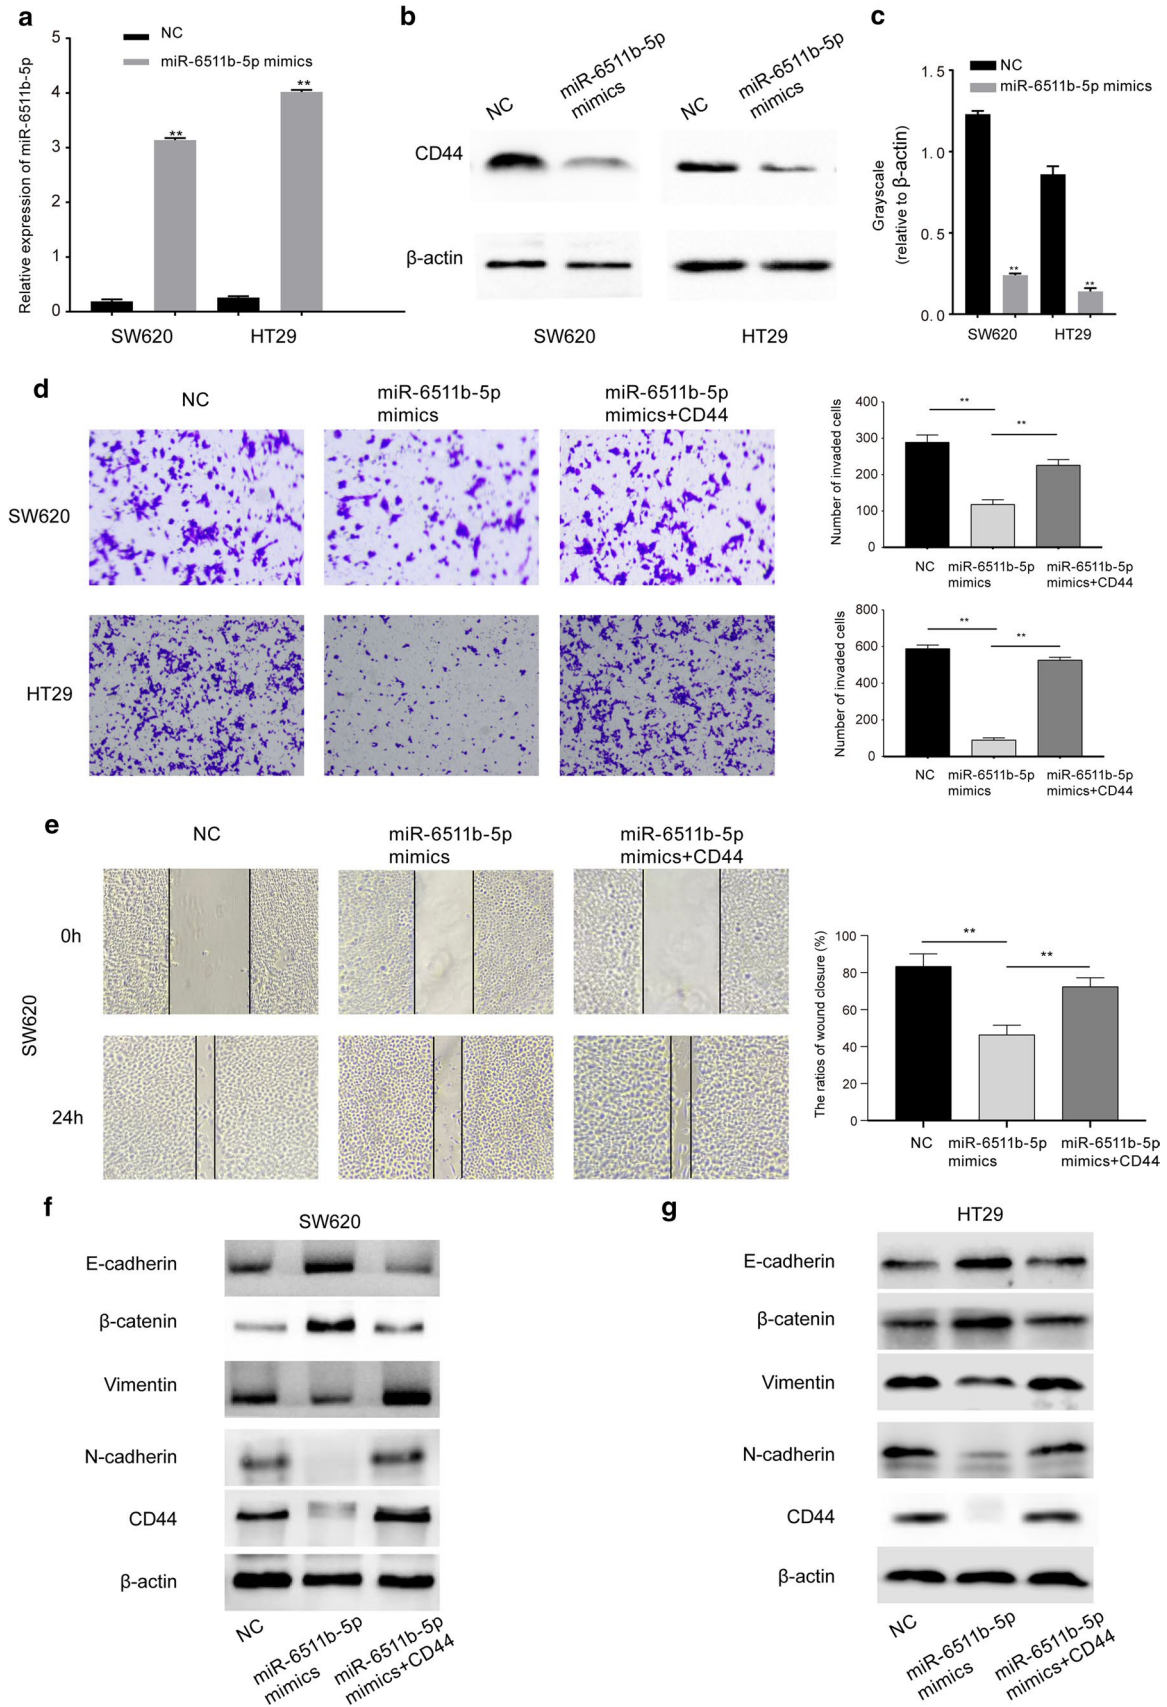 a
NC
miR-6511b-5p mimics
Relative expression of miR-6511b-5p
5
4
3
2
1
0
**
**
SW620
HT29
b
NC
miR-6511b-5p
mimics
NC
miR-6511b-5p
mimics
CD44
β-actin
SW620
HT29
c
NC
miR-6511b-5p mimics
Grayscale
(relative to β-actin)
1.5
1.0
0.5
0.0
**
**
SW620
HT29
d
NC
miR-6511b-5p
mimics
miR-6511b-5p
mimics+CD44
SW620
HT29
Number of invaded cells
400
300
200
100
0
**
**
NC
miR-6511b-5p
mimics
miR-6511b-5p
mimics+CD44
Number of invaded cells
800
600
400
200
0
**
**
NC
miR-6511b-5p
mimics
miR-6511b-5p
mimics+CD44
e
NC
miR-6511b-5p
mimics
miR-6511b-5p
mimics+CD44
0h
24h
SW620
The ratios of wound closure (%)
100
80
60
40
20
0
**
**
NC
miR-6511b-5p
mimics
miR-6511b-5p
mimics+CD44
f
SW620
E-cadherin
β-catenin
Vimentin
N-cadherin
CD44
β-actin
NC
miR-6511b-5p
mimics
miR-6511b-5p
mimics+CD44
g
HT29
E-cadherin
β-catenin
Vimentin
N-cadherin
CD44
β-actin
NC
miR-6511b-5p
mimics
miR-6511b-5p
mimics+CD44